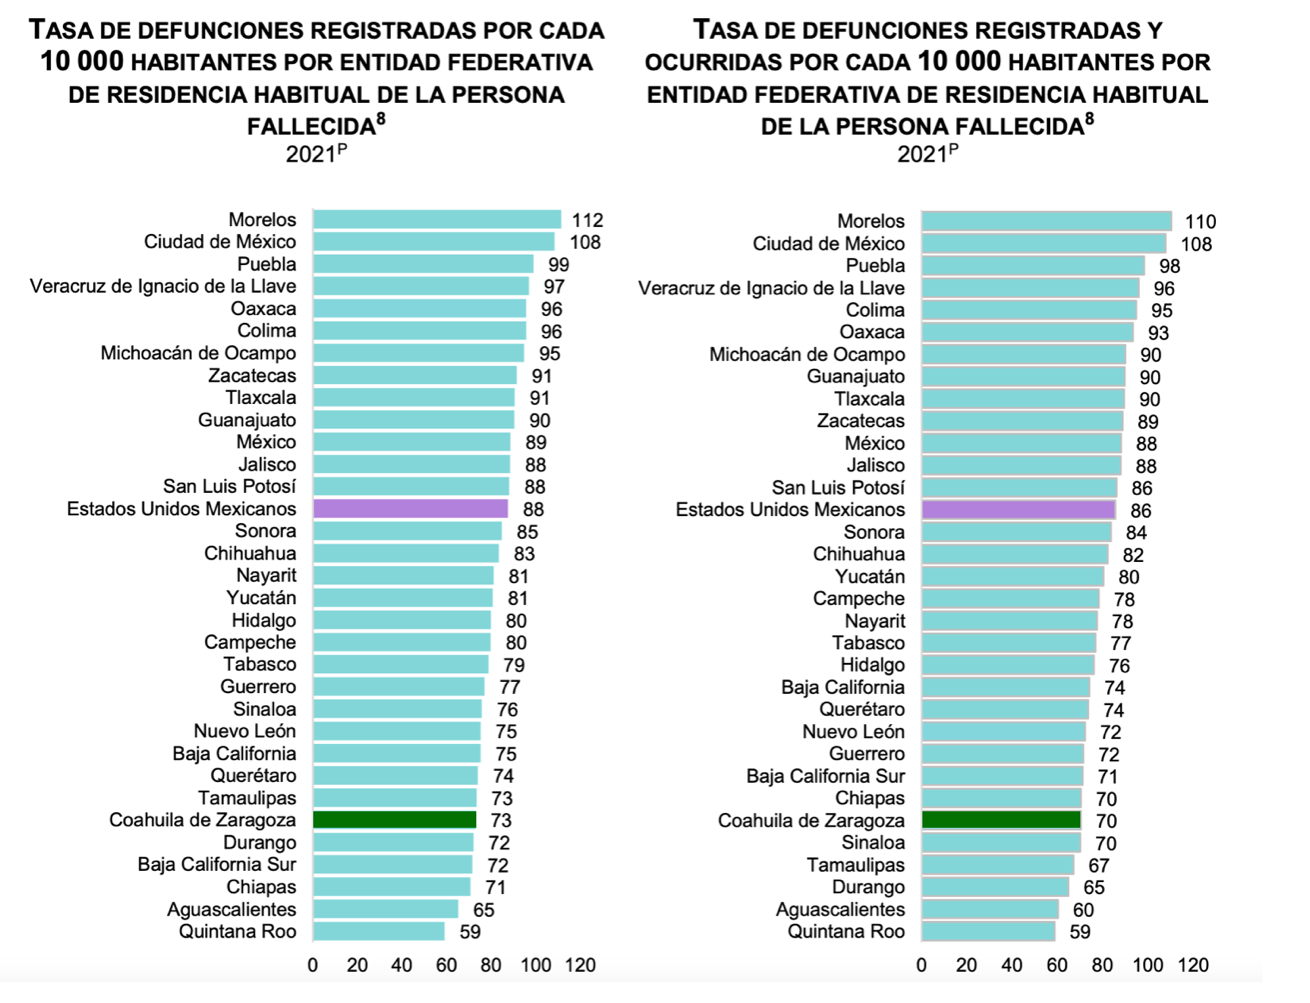 TASA DE DEFUNCIONES REGISTRADAS POR CADA
10 000 HABITANTES POR ENTIDAD FEDERATIVA
DE RESIDENCIA HABITUAL DE LA PERSONA
FALLECIDA8
2021P
Morelos 112
Ciudad de México 108
Puebla 99
Veracruz de Ignacio de la Llave 97
Oaxaca 96
Colima 96
Michoacán de Ocampo 95
Zacatecas 91
Tlaxcala 91
Guanajuato 90
México 89
Jalisco 88
San Luis Potosí 88
Estados Unidos Mexicanos 88
Sonora 85
Chihuahua 83
Nayarit 81
Yucatán 81
Hidalgo 80
Campeche 80
Tabasco 79
Guerrero 77
Sinaloa 76
Nuevo León 75
Baja California 75
Querétaro 74
Tamaulipas 73
Coahuila de Zaragoza 73
Durango 72
Baja California Sur 72
Chiapas 71
Aguascalientes 65
Quintana Roo 59
0 20 40 60 80 100 120
TASA DE DEFUNCIONES REGISTRADAS Y
OCURRIDAS POR CADA 10 000 HABITANTES POR
ENTIDAD FEDERATIVA DE RESIDENCIA HABITUAL
DE LA PERSONA FALLECIDA8
2021P
Morelos 110
Ciudad de México 108
Puebla 98
Veracruz de Ignacio de la Llave 96
Colima 95
Oaxaca 93
Michoacán de Ocampo 90
Guanajuato 90
Tlaxcala 90
Zacatecas 89
México 88
Jalisco 88
San Luis Potosí 86
Estados Unidos Mexicanos 86
Sonora 84
Chihuahua 82
Yucatán 80
Campeche 78
Nayarit 78
Tabasco 77
Hidalgo 76
Baja California 74
Querétaro 74
Nuevo León 72
Guerrero 72
Baja California Sur 71
Chiapas 70
Coahuila de Zaragoza 70
Sinaloa 70
Tamaulipas 67
Durango 65
Aguascalientes 60
Quintana Roo 59
0 20 40 60 80 100 120